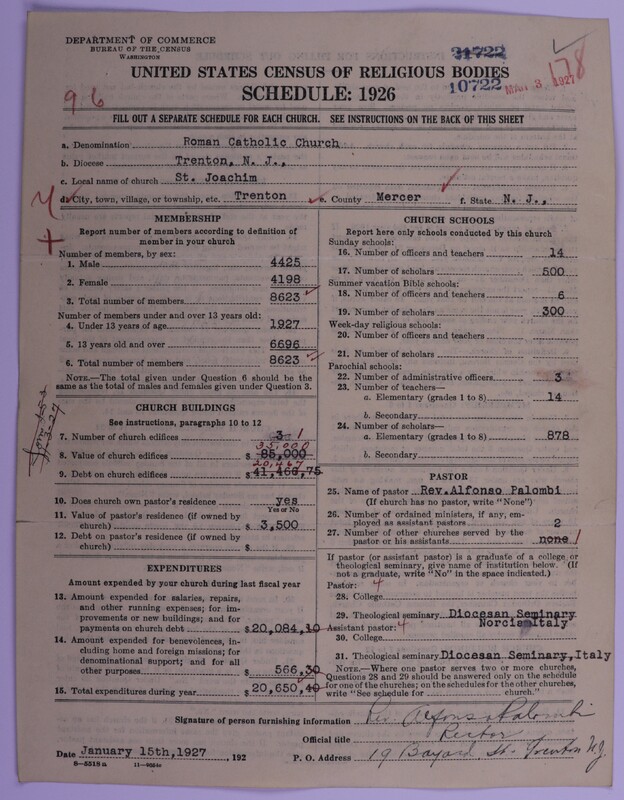 DEPARTMENT OF COMMERCE
BUREAU OF THE CENSUS
WASHINGTON
31722
10722
MAR 3 1927
178
96
UNITED STATES CENSUS OF RELIGIOUS BODIES
SCHEDULE: 1926
FILL OUT A SEPARATE SCHEDULE FOR EACH CHURCH. SEE INSTRUCTIONS ON THE BACK OF THIS SHEET
a. Denomination Roman Catholic Church
b. Diocese Trenton, N. J.,
c. Local name of church St. Joachim
d. City, town, village, or township, etc. Trenton e. County Mercer f. State N. J.,
MEMBERSHIP
Report number of members according to definition of
member in your church
Number of members, by sex:
1. Male 4425
2. Female 4198
3. Total number of members 8623
Number of members under and over 13 years old:
4. Under 13 years of age 1927
5. 13 years old and over 6696
6. Total number of members 8623
NOTE.—The total given under Question 6 should be the
same as the total of males and females given under Question 3.
CHURCH BUILDINGS
See instructions, paragraphs 10 to 12
7. Number of church edifices 3 1
35,000
8. Value of church edifices $ 85,000
20,467
9. Debt on church edifices $ 41,466,75
10. Does church own pastor's residence yes
Yes or No
11. Value of pastor's residence (if owned by
church) $ 3,500
12. Debt on pastor's residence (if owned by
church) $
EXPENDITURES
Amount expended by your church during last fiscal year
13. Amount expended for salaries, repairs,
and other running expenses; for im-
provements or new buildings; and for
payments on church debt $ 20,084,10
14. Amount expended for benevolences, in-
cluding home and foreign missions; for
denominational support; and for all
other purposes $ 566,30
15. Total expenditures during year $ 20,650,40
CHURCH SCHOOLS
Report here only schools conducted by this church
Sunday schools:
16. Number of officers and teachers 14
17. Number of scholars 500
Summer vacation Bible schools:
18. Number of officers and teachers 6
19. Number of scholars 300
Week-day religious schools:
20. Number of officers and teachers
21. Number of scholars
Parochial schools:
22. Number of administrative officers 3
23. Number of teachers—
a. Elementary (grades 1 to 8) 14
b. Secondary
24. Number of scholars—
a. Elementary (grades 1 to 8) 878
b. Secondary
PASTOR
25. Name of pastor Rev. Alfonso Palombi
(If church has no pastor, write "None")
26. Number of ordained ministers, if any, em-
ployed as assistant pastors 2
27. Number of other churches served by the
pastor or his assistants none 1
If pastor (or assistant pastor) is a graduate of a college or
theological seminary, give name of institution below. (If
not a graduate, write "No" in the space indicated.)
Pastor: 4
28. College
29. Theological seminary Diocesan Seminary
Norcia Italy
Assistant pastor: 4
30. College
31. Theological seminary Diocesan Seminary, Italy
NOTE.—Where one pastor serves two or more churches,
Questions 28 and 29 should be answered only on the schedule
for one of the churches; on the schedules for the other churches,
write "See schedule for church."
Signature of person furnishing information Rev. Alfonso Palombi
Official title Rector
Date January 15th, 1927 , 192
P. O. Address 19 Bayard St. Trenton N.J.
8—5318a 11—9054c